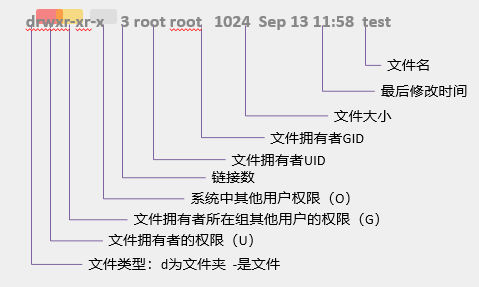 drwxr-xr-x 3 root root 1024 Sep 13 11:58 test
文件名
最后修改时间
文件大小
文件拥有者GID
文件拥有者UID
链接数
系统中其他用户权限（O）
文件拥有者所在组其他用户的权限（G）
文件拥有者的权限（U）
文件类型：d为文件夹 -是文件